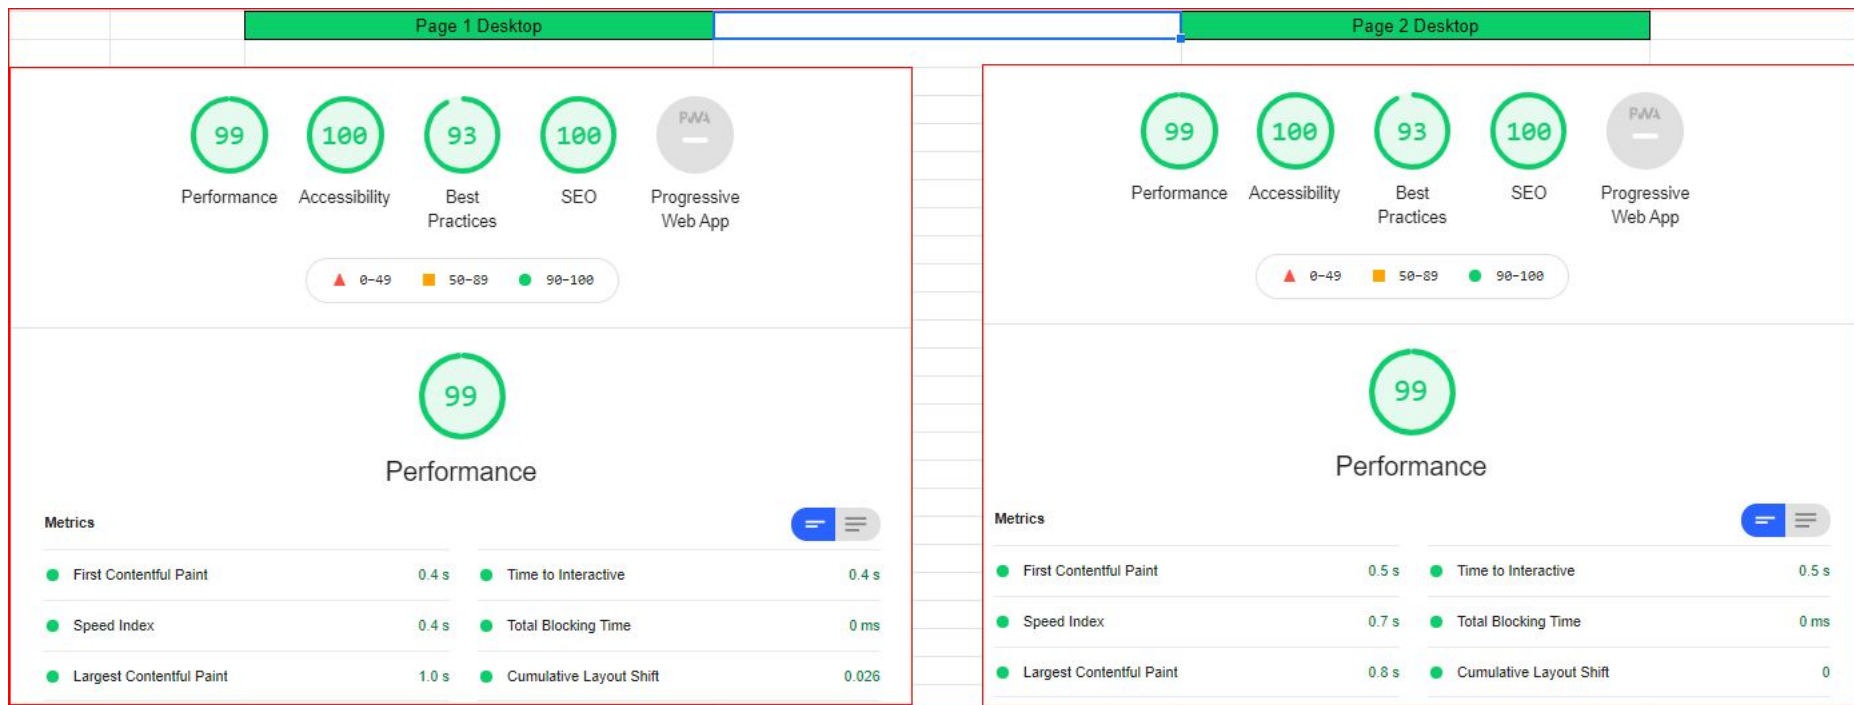 Page 1 Desktop
Page 2 Desktop
99
100
93
100
PWA
Performance
Accessibility
Best
Practices
SEO
Progressive
Web App
0-49
50-89
90-100
99
Performance
Metrics
First Contentful Paint 0.4 s
Time to Interactive 0.4 s
Speed Index 0.4 s
Total Blocking Time 0 ms
Largest Contentful Paint 1.0 s
Cumulative Layout Shift 0.026
99
100
93
100
PWA
Performance
Accessibility
Best
Practices
SEO
Progressive
Web App
0-49
50-89
90-100
99
Performance
Metrics
First Contentful Paint 0.5 s
Time to Interactive 0.5 s
Speed Index 0.7 s
Total Blocking Time 0 ms
Largest Contentful Paint 0.8 s
Cumulative Layout Shift 0